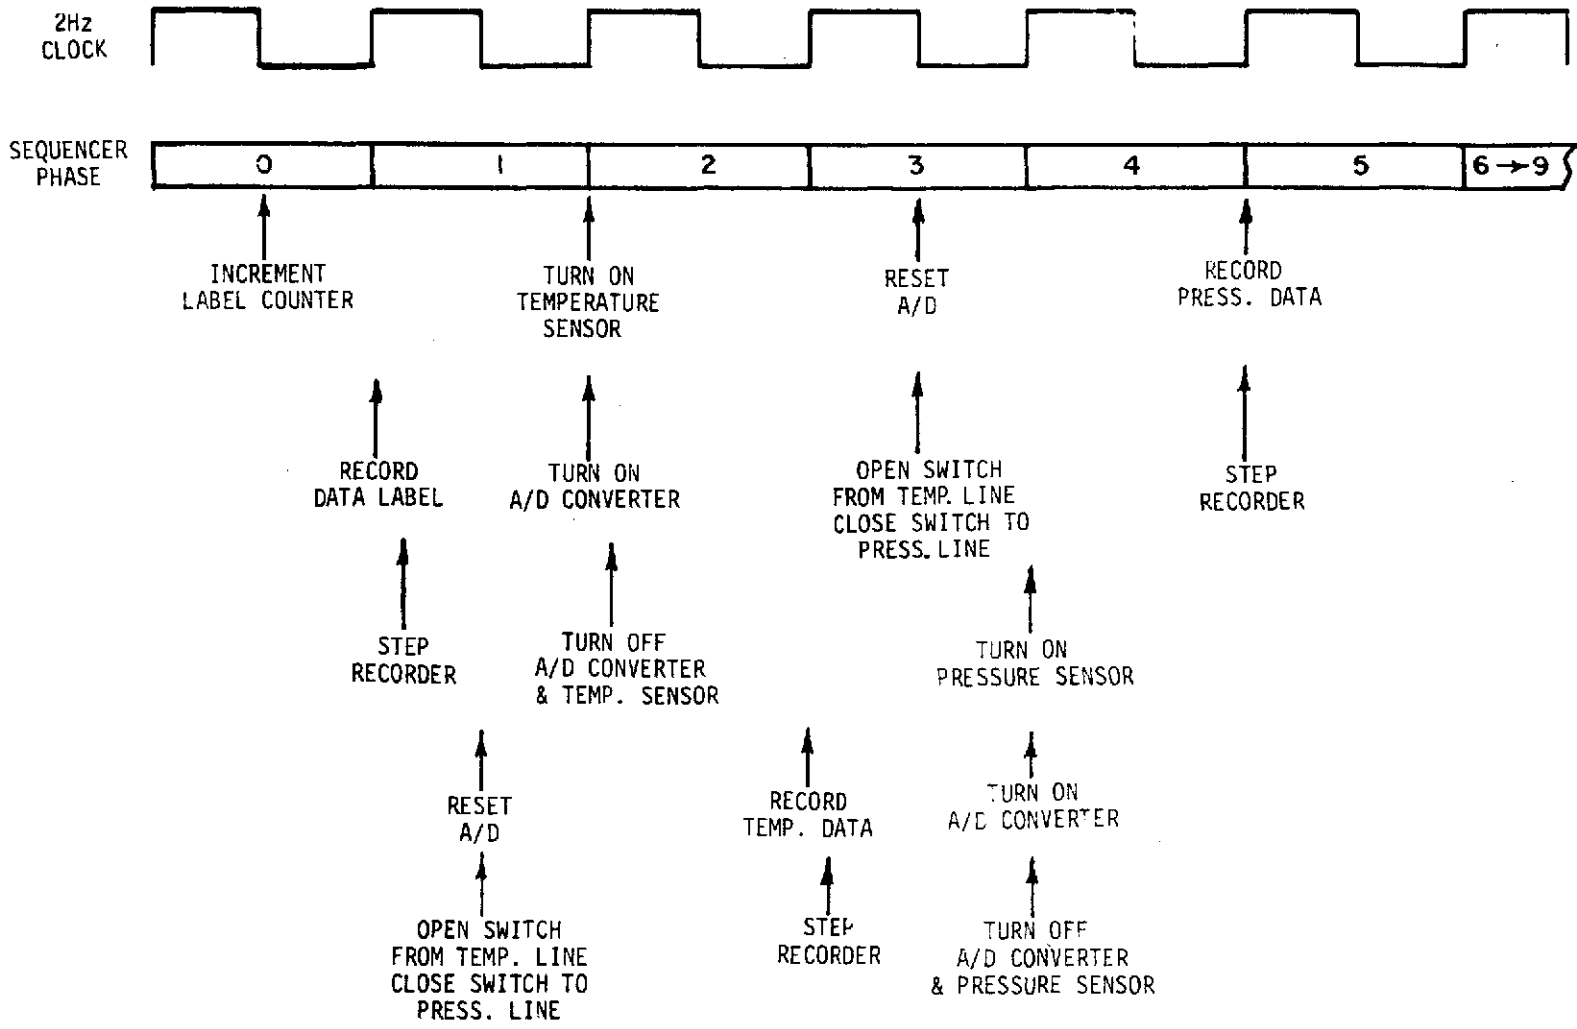 2Hz
CLOCK
SEQUENCER
PHASE
0
1
2
3
4
5
6→9
INCREMENT
LABEL COUNTER
TURN ON
TEMPERATURE
SENSOR
RESET
A/D
RECORD
PRESS. DATA
RECORD
DATA LABEL
TURN ON
A/D CONVERTER
OPEN SWITCH
FROM TEMP. LINE
CLOSE SWITCH TO
PRESS. LINE
STEP
RECORDER
STEP
RECORDER
TURN OFF
A/D CONVERTER
& TEMP. SENSOR
TURN ON
PRESSURE SENSOR
RESET
A/D
RECORD
TEMP. DATA
TURN ON
A/D CONVERTER
OPEN SWITCH
FROM TEMP. LINE
CLOSE SWITCH TO
PRESS. LINE
STEP
RECORDER
TURN OFF
A/D CONVERTER
& PRESSURE SENSOR